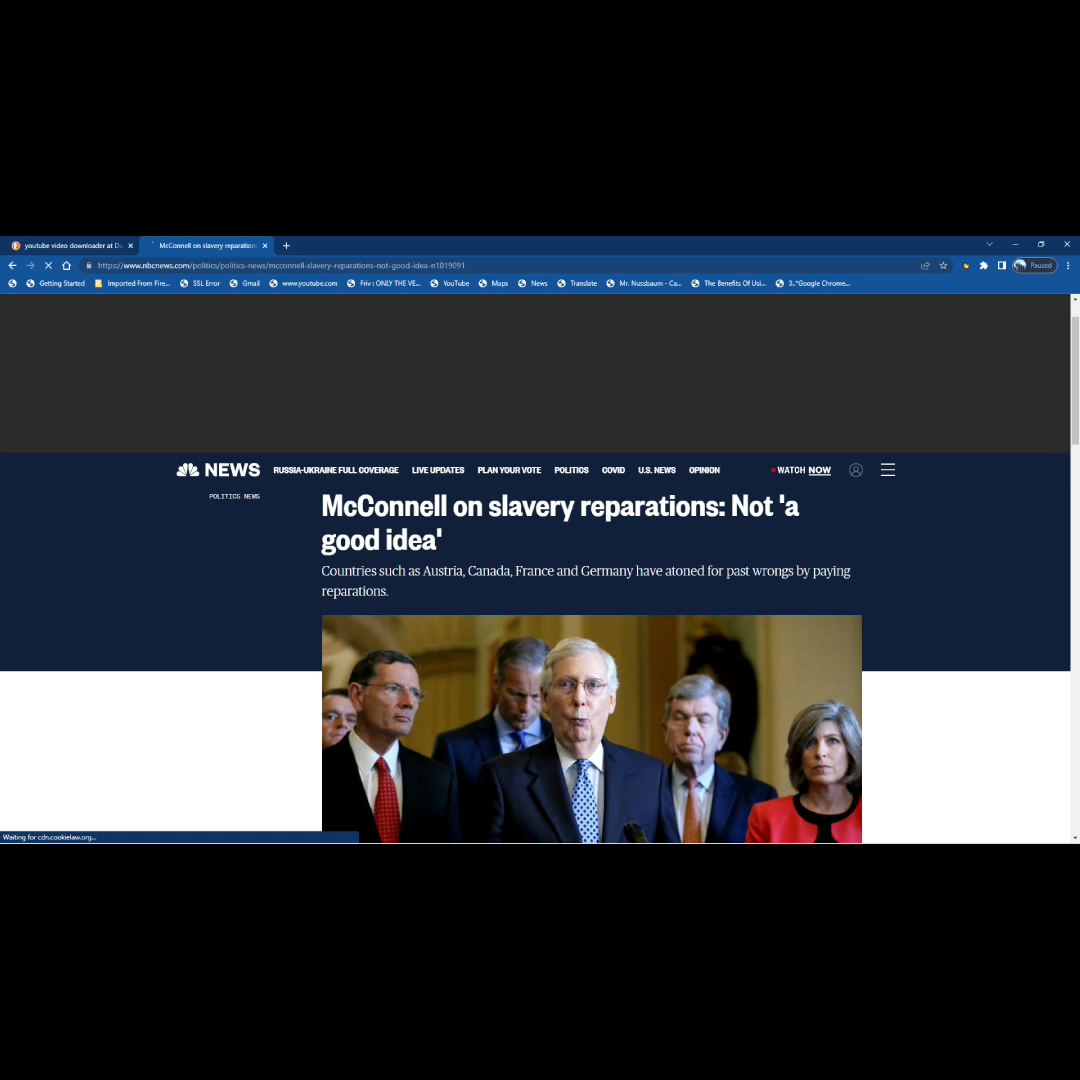 youtube video downloader at Du
McConnell on slavery reparation
https://www.nbcnews.com/politics/politics-news/mcconnell-slavery-reparations-not-good-idea-n1019091
Paused
Getting Started Imported From Fire... SSL Error Gmail www.youtube.com Friv : ONLY THE VE... YouTube Maps News Translate Mr. Nussbaum - Ca... The Benefits Of Usi... 3.."Google Chrome...
NEWS RUSSIA-UKRAINE FULL COVERAGE LIVE UPDATES PLAN YOUR VOTE POLITICS COVID U.S. NEWS OPINION WATCH NOW
POLITICS NEWS
McConnell on slavery reparations: Not 'a
good idea'
Countries such as Austria, Canada, France and Germany have atoned for past wrongs by paying
reparations.
Waiting for cdn.cookielaw.org...